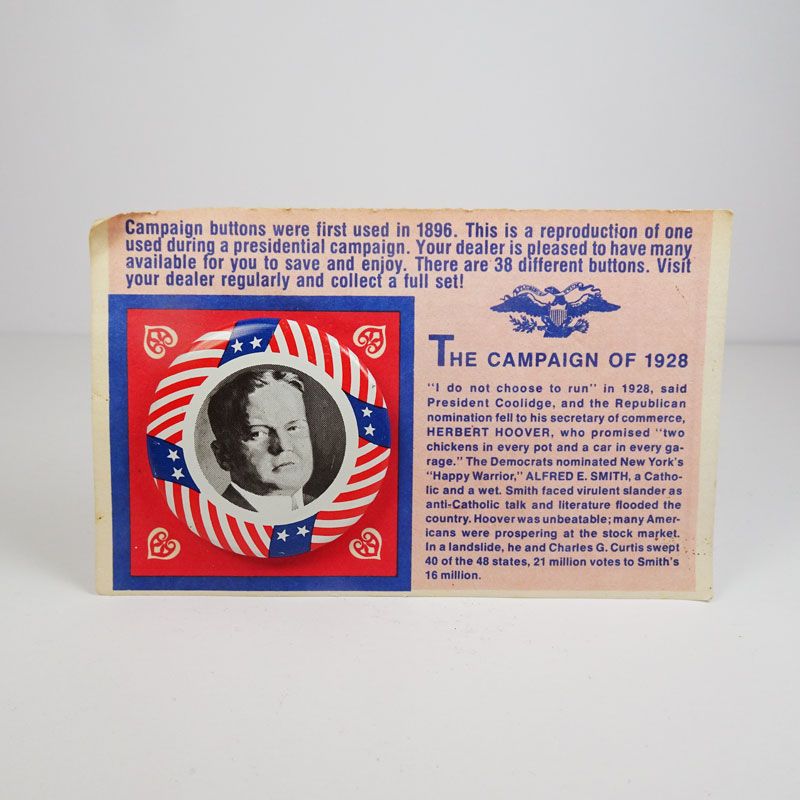 Campaign buttons were first used in 1896. This is a reproduction of one
used during a presidential campaign. Your dealer is pleased to have many
available for you to save and enjoy. There are 38 different buttons. Visit
your dealer regularly and collect a full set!
THE CAMPAIGN OF 1928
"I do not choose to run" in 1928, said
President Coolidge, and the Republican
nomination fell to his secretary of commerce,
HERBERT HOOVER, who promised "two
chickens in every pot and a car in every ga-
rage." The Democrats nominated New York's
"Happy Warrior," ALFRED E. SMITH, a Catho-
lic and a wet. Smith faced virulent slander as
anti-Catholic talk and literature flooded the
country. Hoover was unbeatable; many Amer-
icans were prospering at the stock market.
In a landslide, he and Charles G. Curtis swept
40 of the 48 states, 21 million votes to Smith's
16 million.